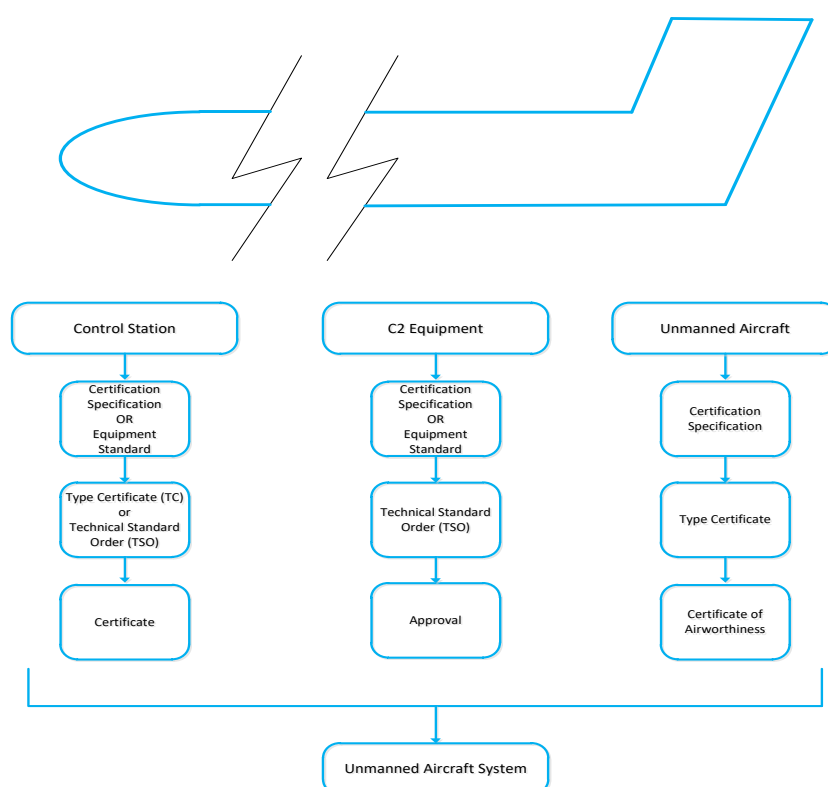 Control Station
C2 Equipment
Unmanned Aircraft
Certification
Specification
OR
Equipment
Standard
Certification
Specification
OR
Equipment
Standard
Certification
Specification
Type Certificate (TC)
or
Technical Standard
Order (TSO)
Technical Standard
Order (TSO)
Type Certificate
Certificate
Approval
Certificate of
Airworthiness
Unmanned Aircraft System